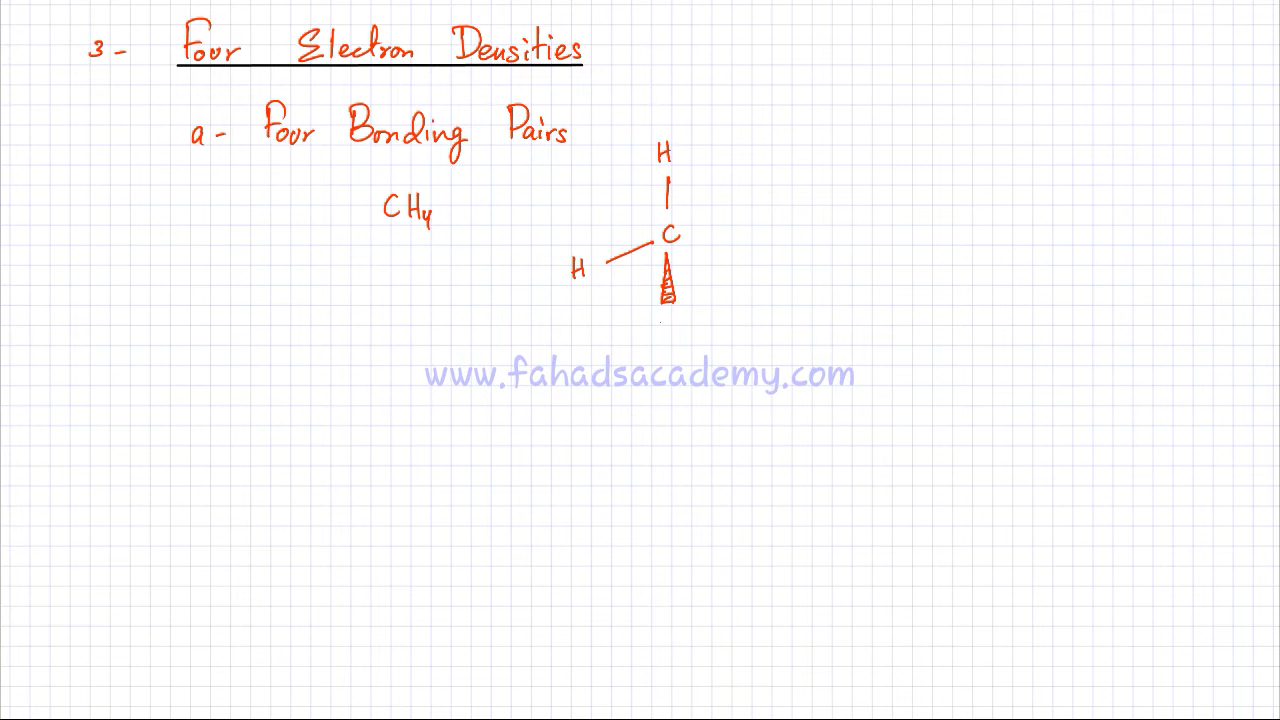 3- Four Electron Densities
a- Four Bonding Pairs
H
CH4
C
H
www.fahadsacademy.com